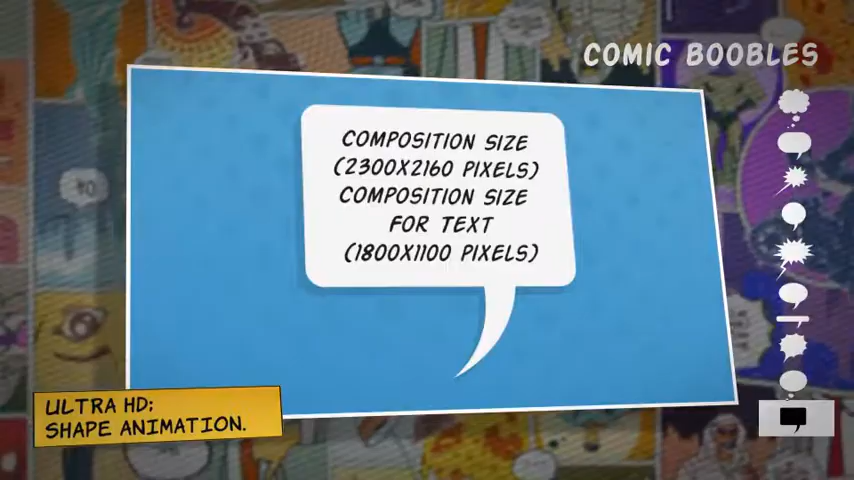 COMIC BOOBLES
COMPOSITION SIZE
(2300X2160 PIXELS)
COMPOSITION SIZE
FOR TEXT
(1800X1100 PIXELS)
ULTRA HD;
SHAPE ANIMATION.